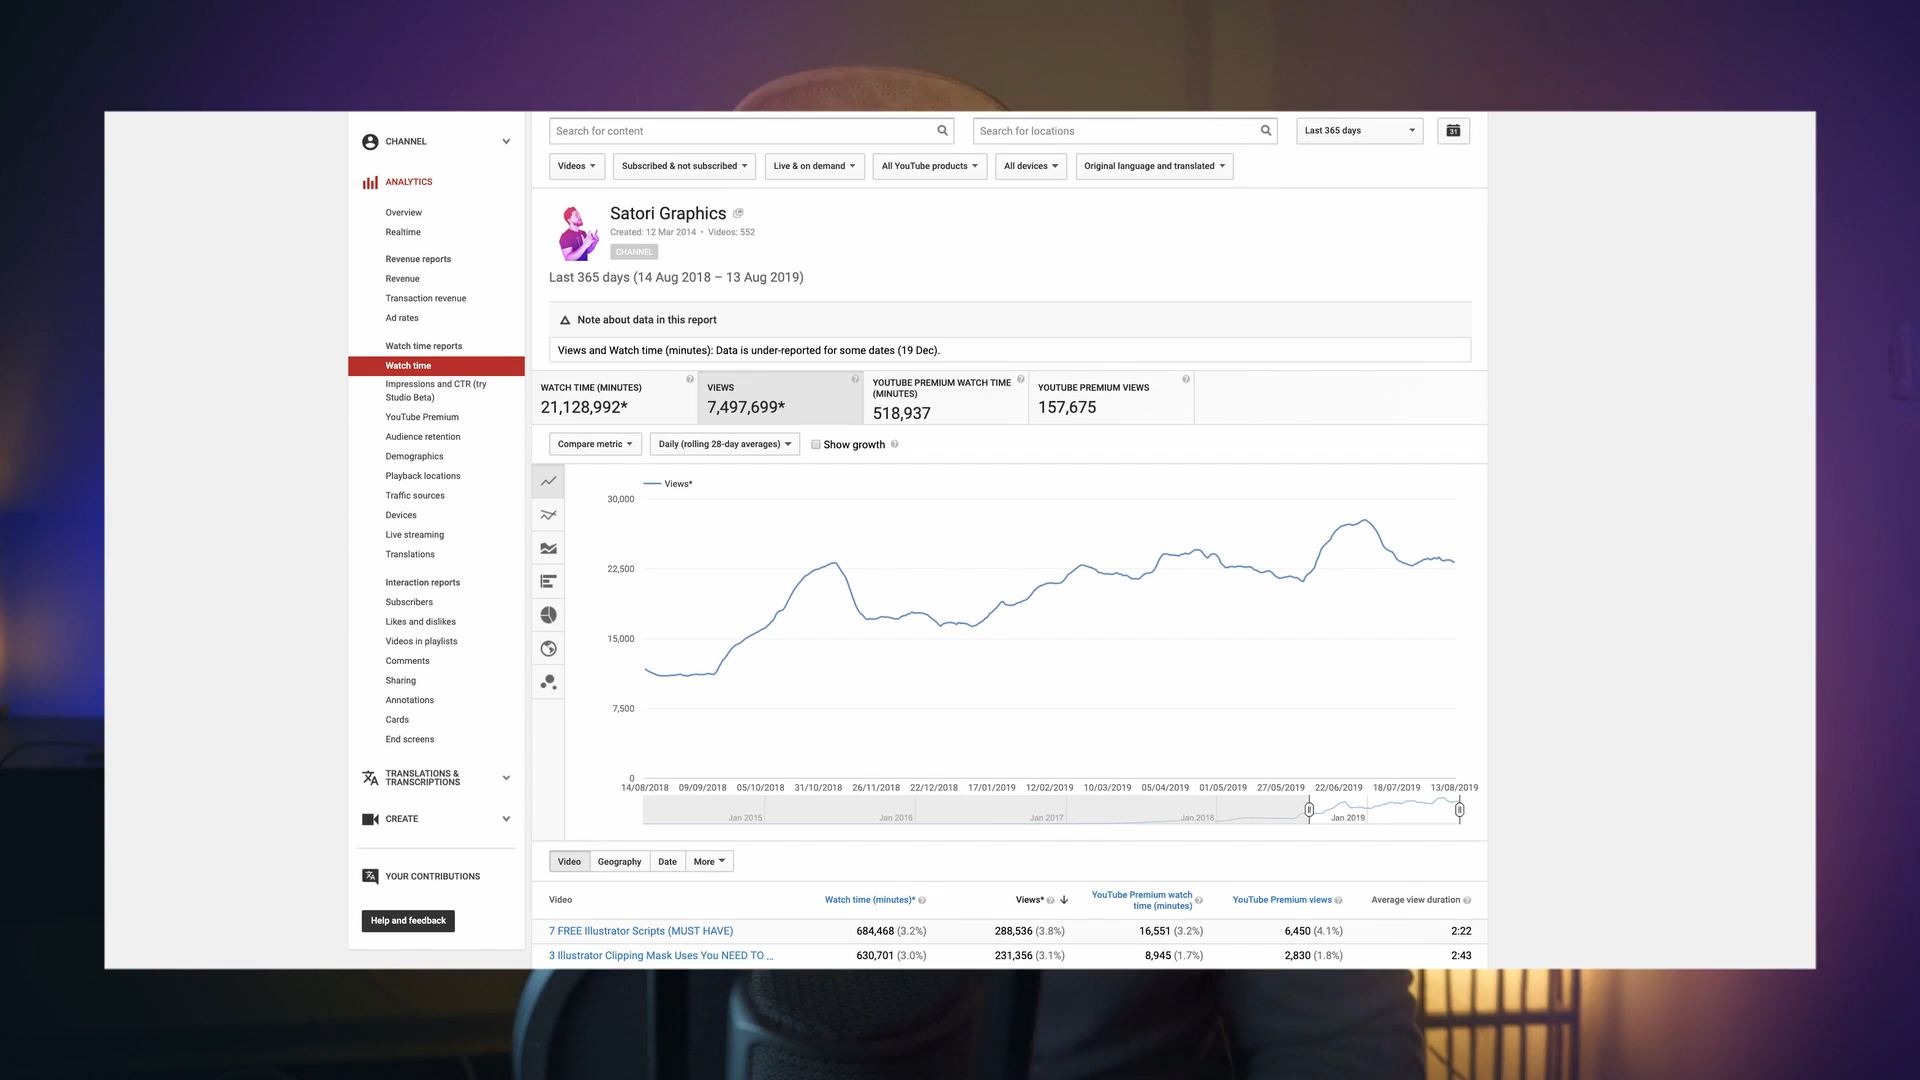 CHANNEL
ANALYTICS
Overview
Realtime
Revenue reports
Revenue
Transaction revenue
Ad rates
Watch time reports
Watch time
Impressions and CTR (try
Studio Beta)
YouTube Premium
Audience retention
Demographics
Playback locations
Traffic sources
Devices
Live streaming
Translations
Interaction reports
Subscribers
Likes and dislikes
Videos in playlists
Comments
Sharing
Annotations
Cards
End screens
TRANSLATIONS &
TRANSCRIPTIONS
CREATE
YOUR CONTRIBUTIONS
Help and feedback
Search for content
Search for locations
Last 365 days
31
Videos
Subscribed & not subscribed
Live & on demand
All YouTube products
All devices
Original language and translated
Satori Graphics
Created: 12 Mar 2014 • Videos: 552
CHANNEL
Last 365 days (14 Aug 2018 – 13 Aug 2019)
Note about data in this report
Views and Watch time (minutes): Data is under-reported for some dates (19 Dec).
WATCH TIME (MINUTES)
21,128,992*
VIEWS
7,497,699*
YOUTUBE PREMIUM WATCH TIME
(MINUTES)
518,937
YOUTUBE PREMIUM VIEWS
157,675
Compare metric
Daily (rolling 28-day averages)
Show growth
Views*
30,000
22,500
15,000
7,500
0
14/08/2018 09/09/2018 05/10/2018 31/10/2018 26/11/2018 22/12/2018 17/01/2019 12/02/2019 10/03/2019 05/04/2019 01/05/2019 27/05/2019 22/06/2019 18/07/2019 13/08/2019
Jan 2015 Jan 2016 Jan 2017 Jan 2018 Jan 2019
Video Geography Date More
Video Watch time (minutes)* Views* YouTube Premium watch time (minutes) YouTube Premium views Average view duration
7 FREE Illustrator Scripts (MUST HAVE) 684,468 (3.2%) 288,536 (3.8%) 16,551 (3.2%) 6,450 (4.1%) 2:22
3 Illustrator Clipping Mask Uses You NEED TO ... 630,701 (3.0%) 231,356 (3.1%) 8,945 (1.7%) 2,830 (1.8%) 2:43